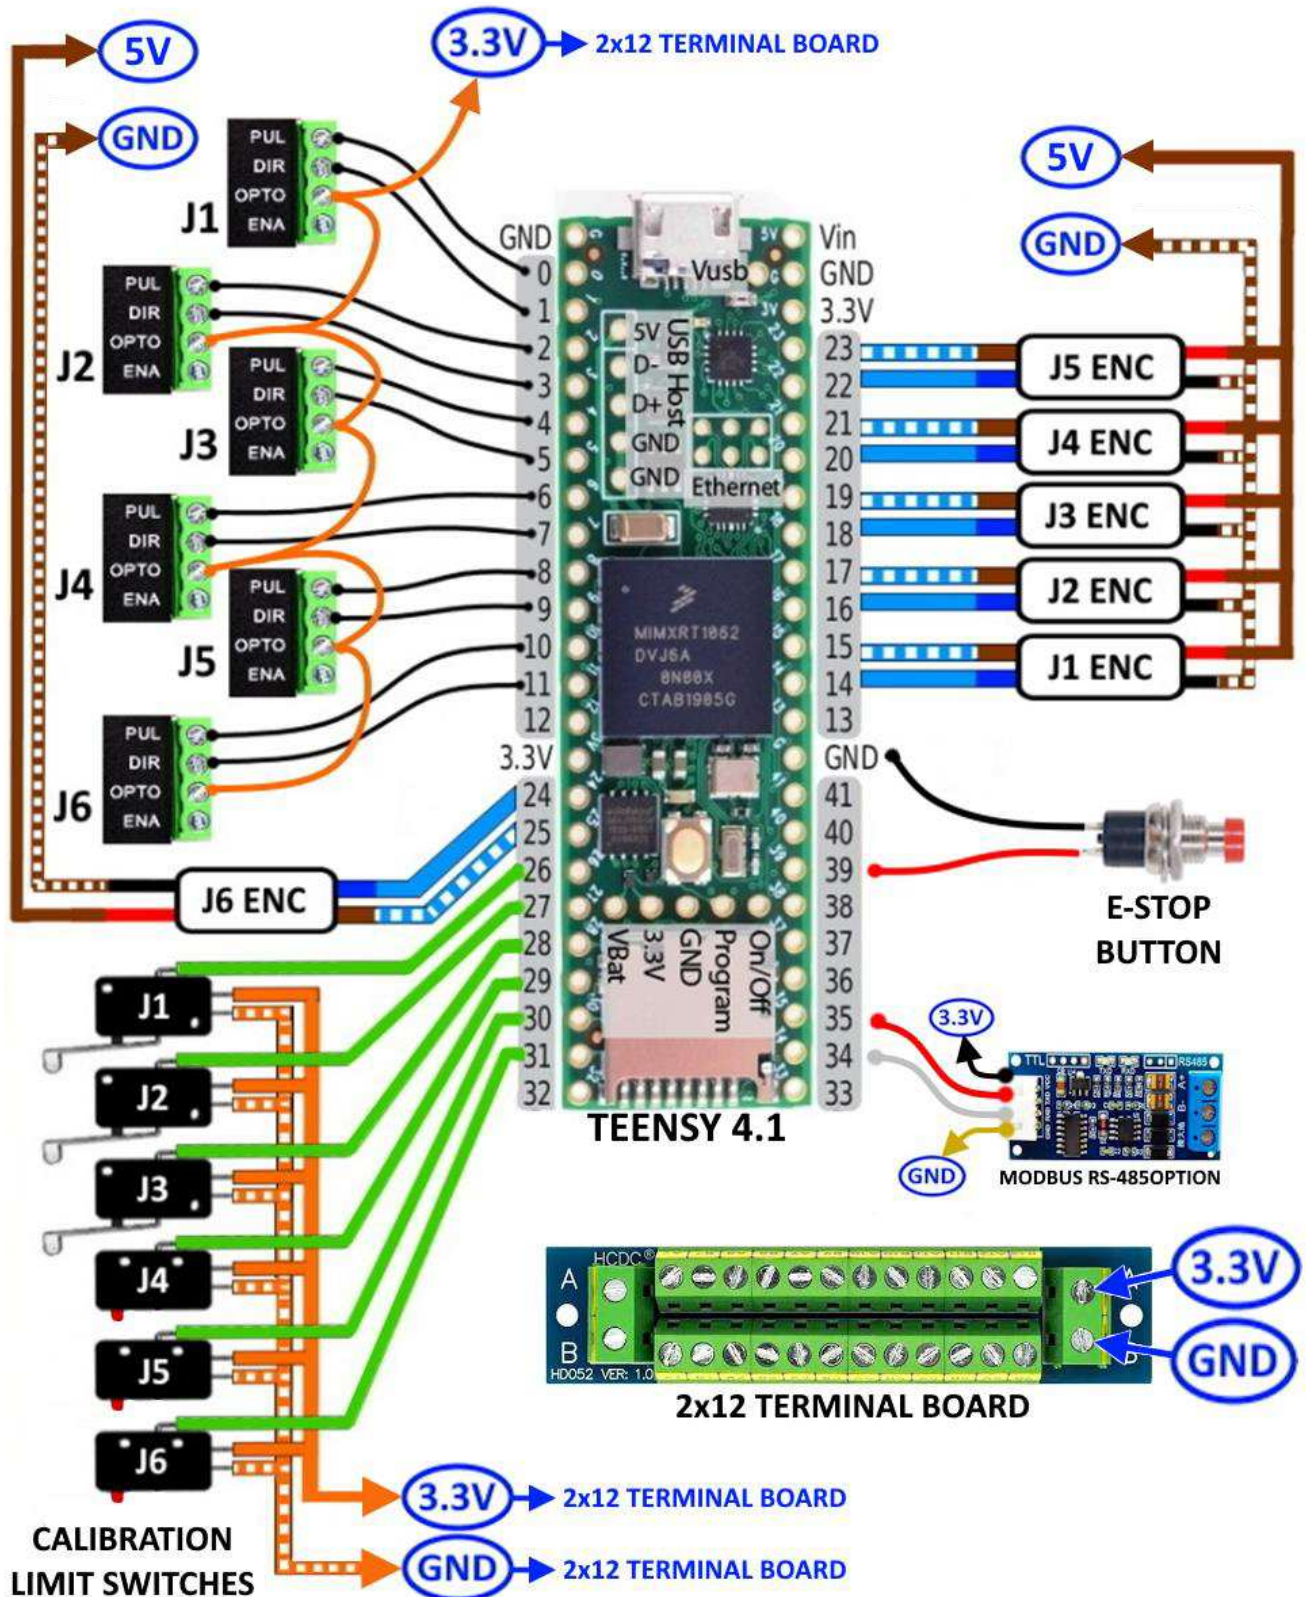 5V
3.3V
2x12 TERMINAL BOARD
GND
PUL
DIR
OPTO
ENA
J1
PUL
DIR
OPTO
ENA
J2
PUL
DIR
OPTO
ENA
J3
PUL
DIR
OPTO
ENA
J4
PUL
DIR
OPTO
ENA
J5
PUL
DIR
OPTO
ENA
J6
5V
GND
GND
0
1
2
3
4
5
6
7
8
9
10
11
12
3.3V
24
25
26
27
28
29
30
31
32
Vusb
5V
D-
D+
GND
GND
USB Host
Ethernet
MIMXRT1062
DVJ6A
0N00X
CTAB1905G
VBat
3.3V
GND
Program
On/Off
TEENSY 4.1
Vin
GND
3.3V
23
22
21
20
19
18
17
16
15
14
13
GND
41
40
39
38
37
36
35
34
33
J5 ENC
J4 ENC
J3 ENC
J2 ENC
J1 ENC
J6 ENC
E-STOP
BUTTON
3.3V
GND
TTL
RS485
A+
B-
MODBUS RS-485OPTION
J1
J2
J3
J4
J5
J6
CALIBRATION
LIMIT SWITCHES
3.3V
2x12 TERMINAL BOARD
GND
2x12 TERMINAL BOARD
HCDC®
A
B
HD052 VER: 1.0
3.3V
GND
2x12 TERMINAL BOARD